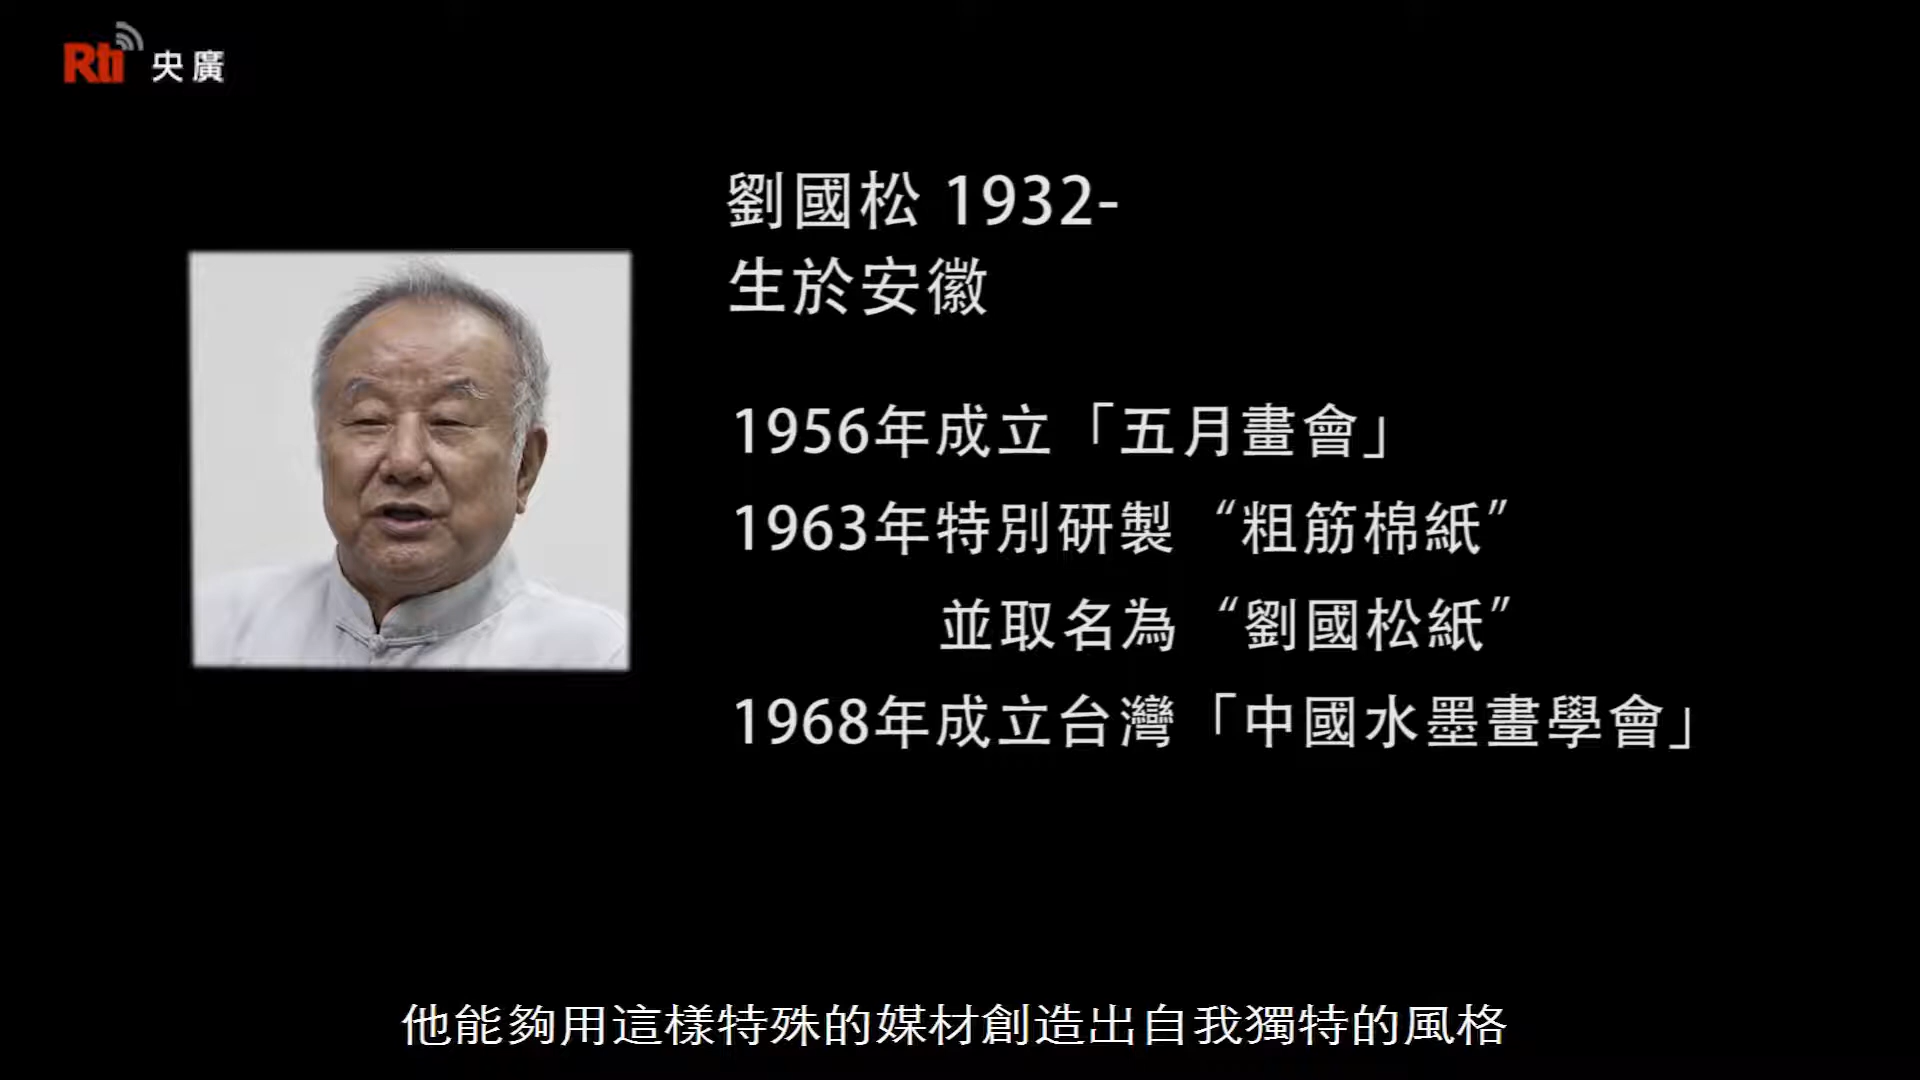 Rti 央廣
劉國松 1932-
生於安徽
1956年成立「五月畫會」
1963年特別研製“粗筋棉紙”
並取名為“劉國松紙”
1968年成立台灣「中國水墨畫學會」
他能夠用這樣特殊的媒材創造出自我獨特的風格